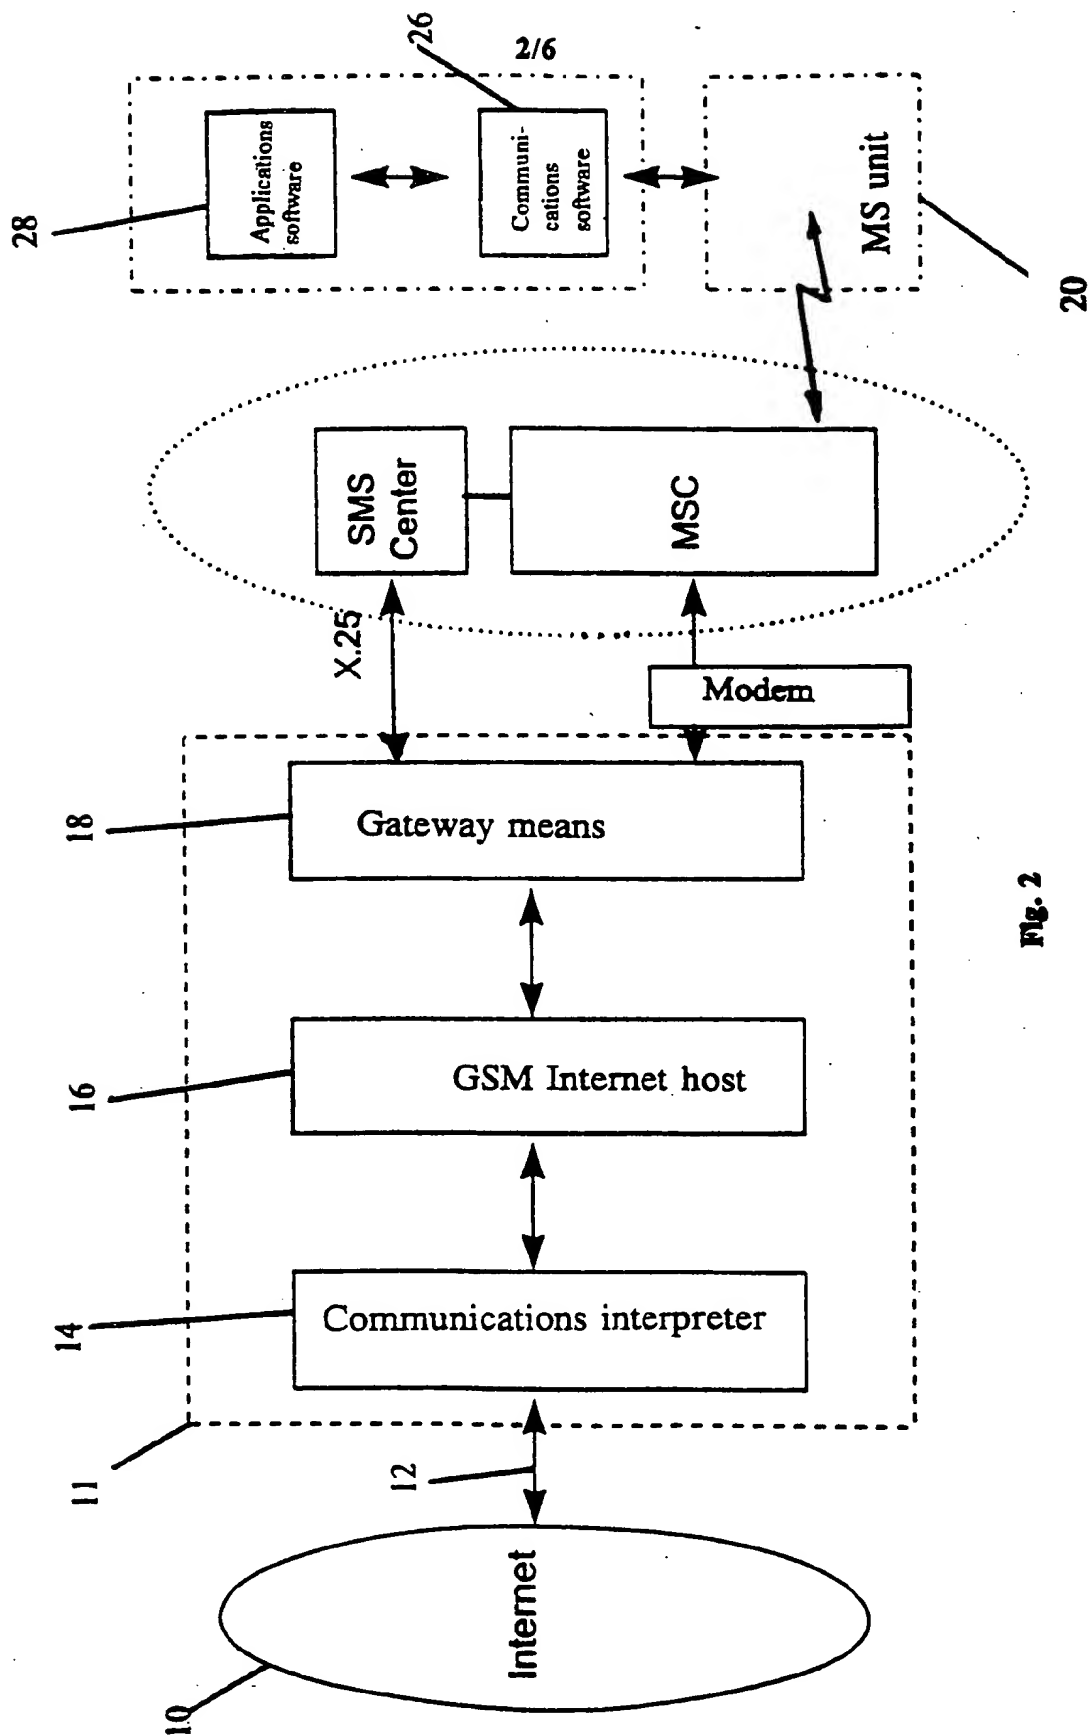 2/6
10
Internet
12
11
14
Communications interpreter
16
GSM Internet host
18
Gateway means
X.25
Modem
SMS
Center
MSC
28
Applications
software
26
Communi-
cations
software
MS unit
20
Fig. 2